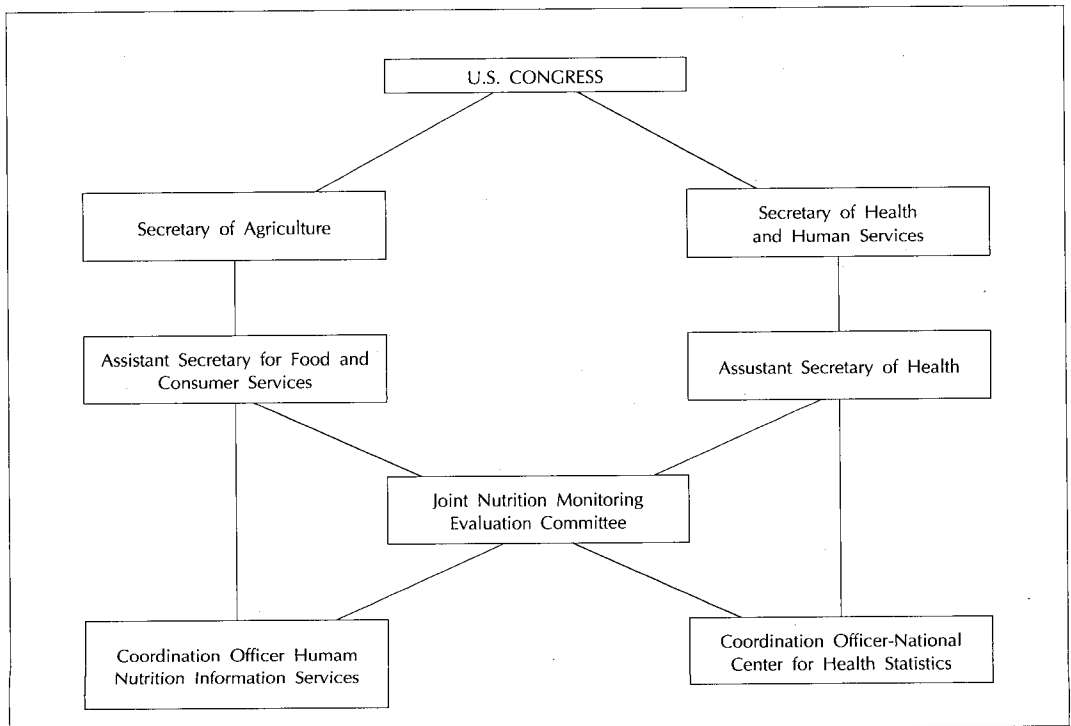 U.S. CONGRESS
Secretary of Agriculture
Secretary of Health
and Human Services
Assistant Secretary for Food and
Consumer Services
Assustant Secretary of Health
Joint Nutrition Monitoring
Evaluation Committee
Coordination Officer Humam
Nutrition Information Services
Coordination Officer-National
Center for Health Statistics